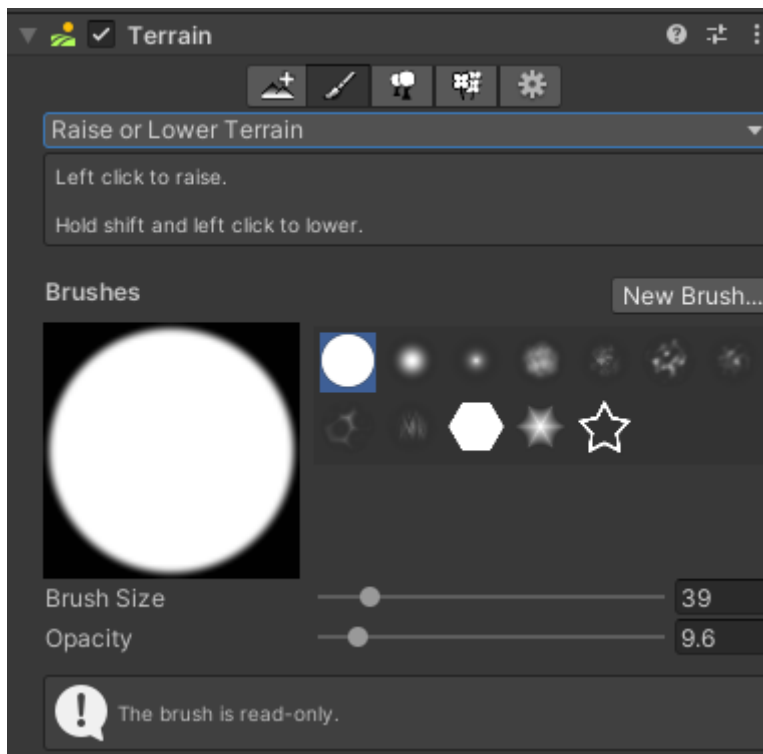 Terrain
Raise or Lower Terrain
Left click to raise.
Hold shift and left click to lower.
Brushes
New Brush...
Brush Size
39
Opacity
9.6
The brush is read-only.